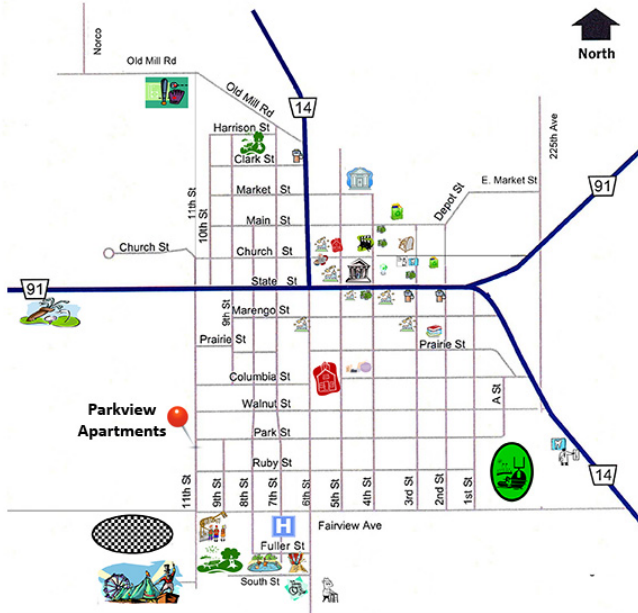 Norco
Old Mill Rd
North
Old Mill Rd
14
Harrison St
Clark St
Market St
E. Market St
Depot St
225th Ave
91
11th St
10th St
Main St
Church St
Church St
State St
91
9th St
Marengo St
Prairie St
Prairie St
Columbia St
Walnut St
A St
Parkview
Apartments
Park St
Ruby St
11th St
9th St
8th St
7th St
6th St
5th St
4th St
3rd St
2nd St
1st St
14
H
Fairview Ave
Fuller St
South St